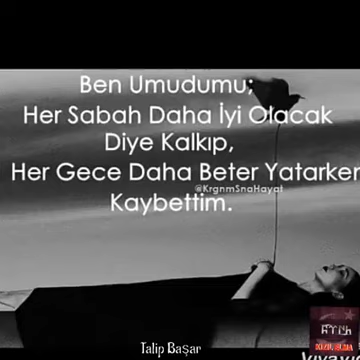 Ben Umudumu;
Her Sabah Daha İyi Olacak
Diye Kalkıp,
Her Gece Daha Beter Yatarken
@KrgnmSnaHayat
Kaybettim.
Talip Başar